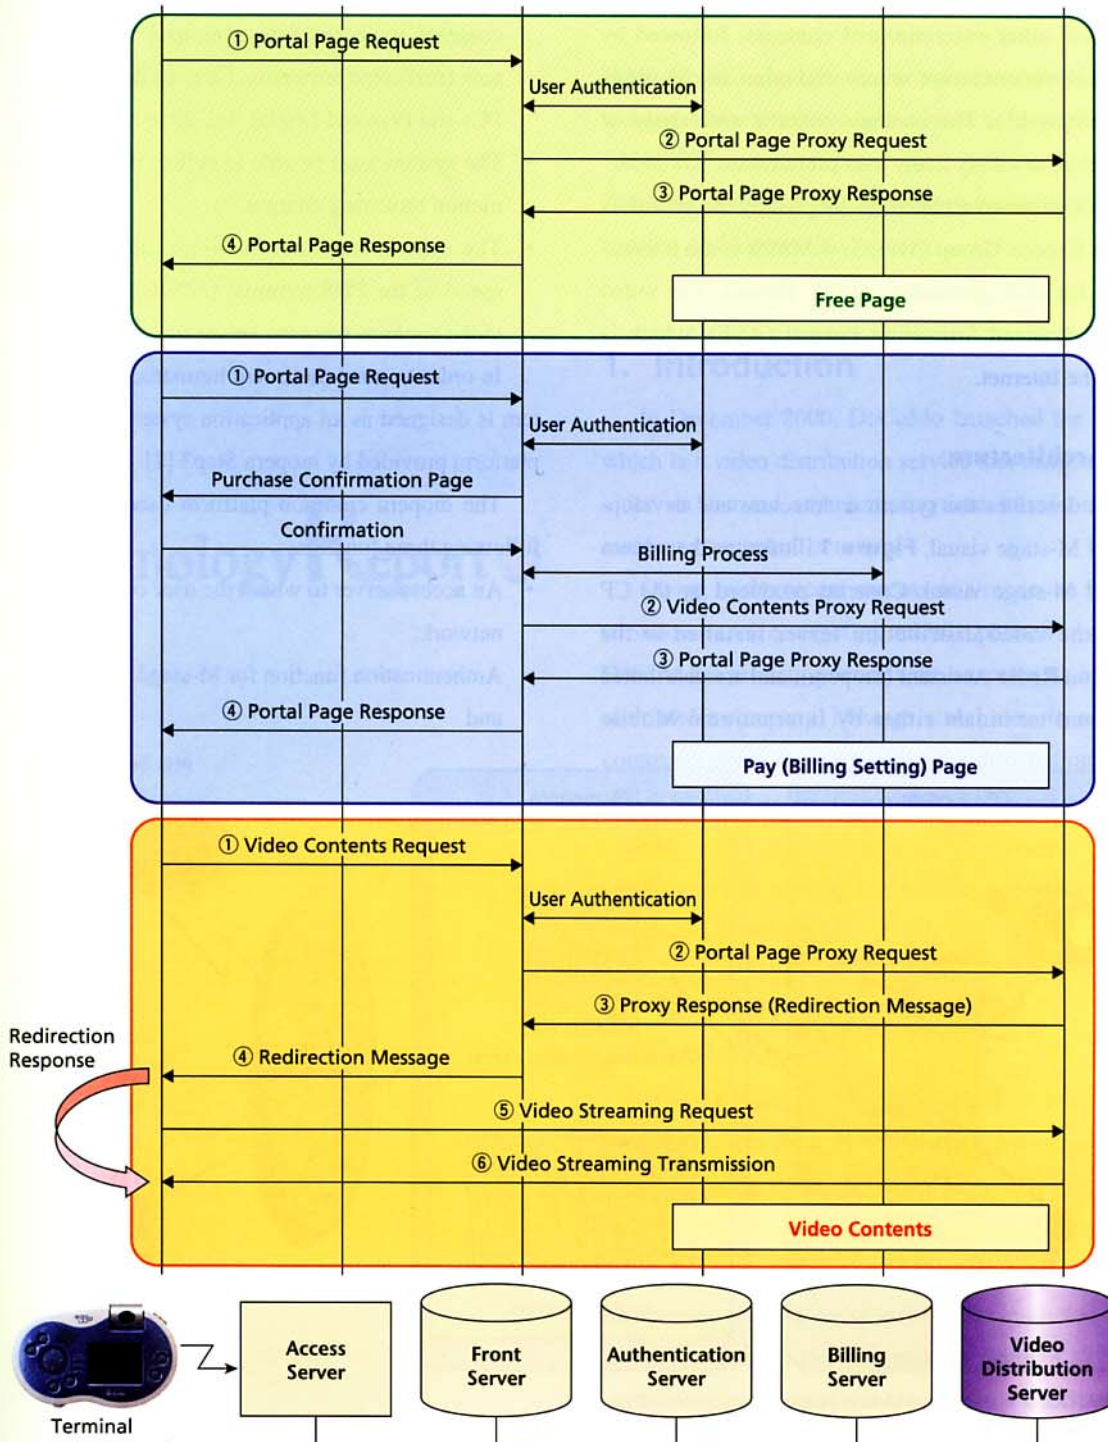 ① Portal Page Request
User Authentication
② Portal Page Proxy Request
③ Portal Page Proxy Response
④ Portal Page Response
Free Page
① Portal Page Request
User Authentication
Purchase Confirmation Page
Confirmation
Billing Process
② Video Contents Proxy Request
③ Portal Page Proxy Response
④ Portal Page Response
Pay (Billing Setting) Page
① Video Contents Request
User Authentication
② Portal Page Proxy Request
③ Proxy Response (Redirection Message)
Redirection
Response
④ Redirection Message
⑤ Video Streaming Request
⑥ Video Streaming Transmission
Video Contents
Terminal
Access
Server
Front
Server
Authentication
Server
Billing
Server
Video
Distribution
Server